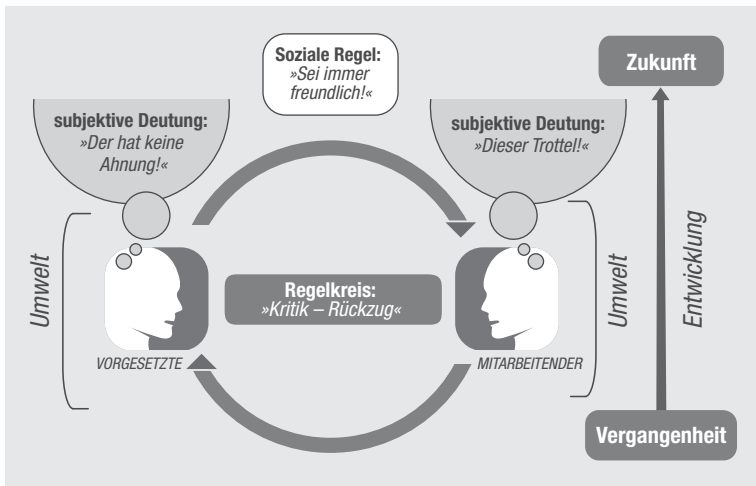 Soziale Regel:
»Sei immer
freundlich!«
Zukunft
subjektive Deutung:
»Der hat keine
Ahnung!«
subjektive Deutung:
»Dieser Trottel!«
Umwelt
Regelkreis:
»Kritik – Rückzug«
Umwelt
Entwicklung
VORGESETZTE
MITARBEITENDER
Vergangenheit